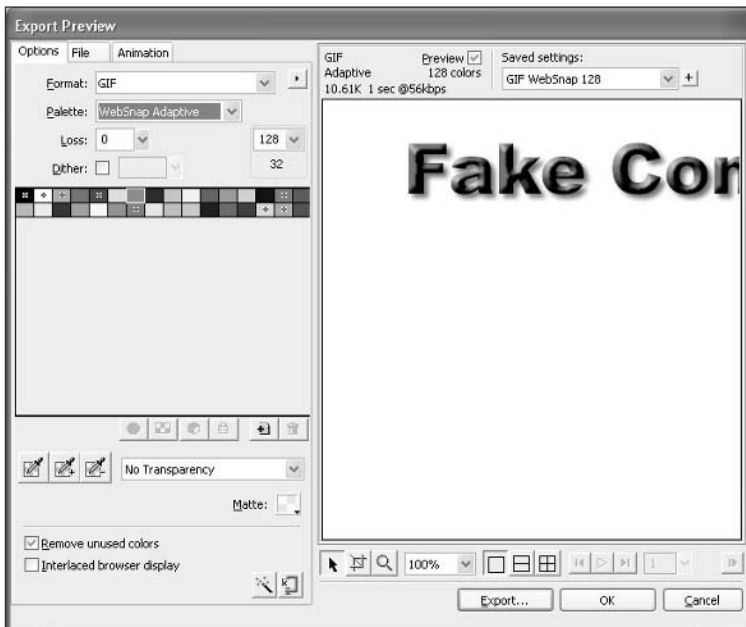 Export Preview
Options File Animation
Format: GIF
Palette: WebSnap Adaptive
Loss: 0 128
Dither: 32
No Transparency
Matte:
Remove unused colors
Interlaced browser display
GIF Preview Saved settings:
Adaptive 128 colors GIF WebSnap 128
10.61K 1 sec @56kbps
Fake Con
100% 1
Export... OK Cancel